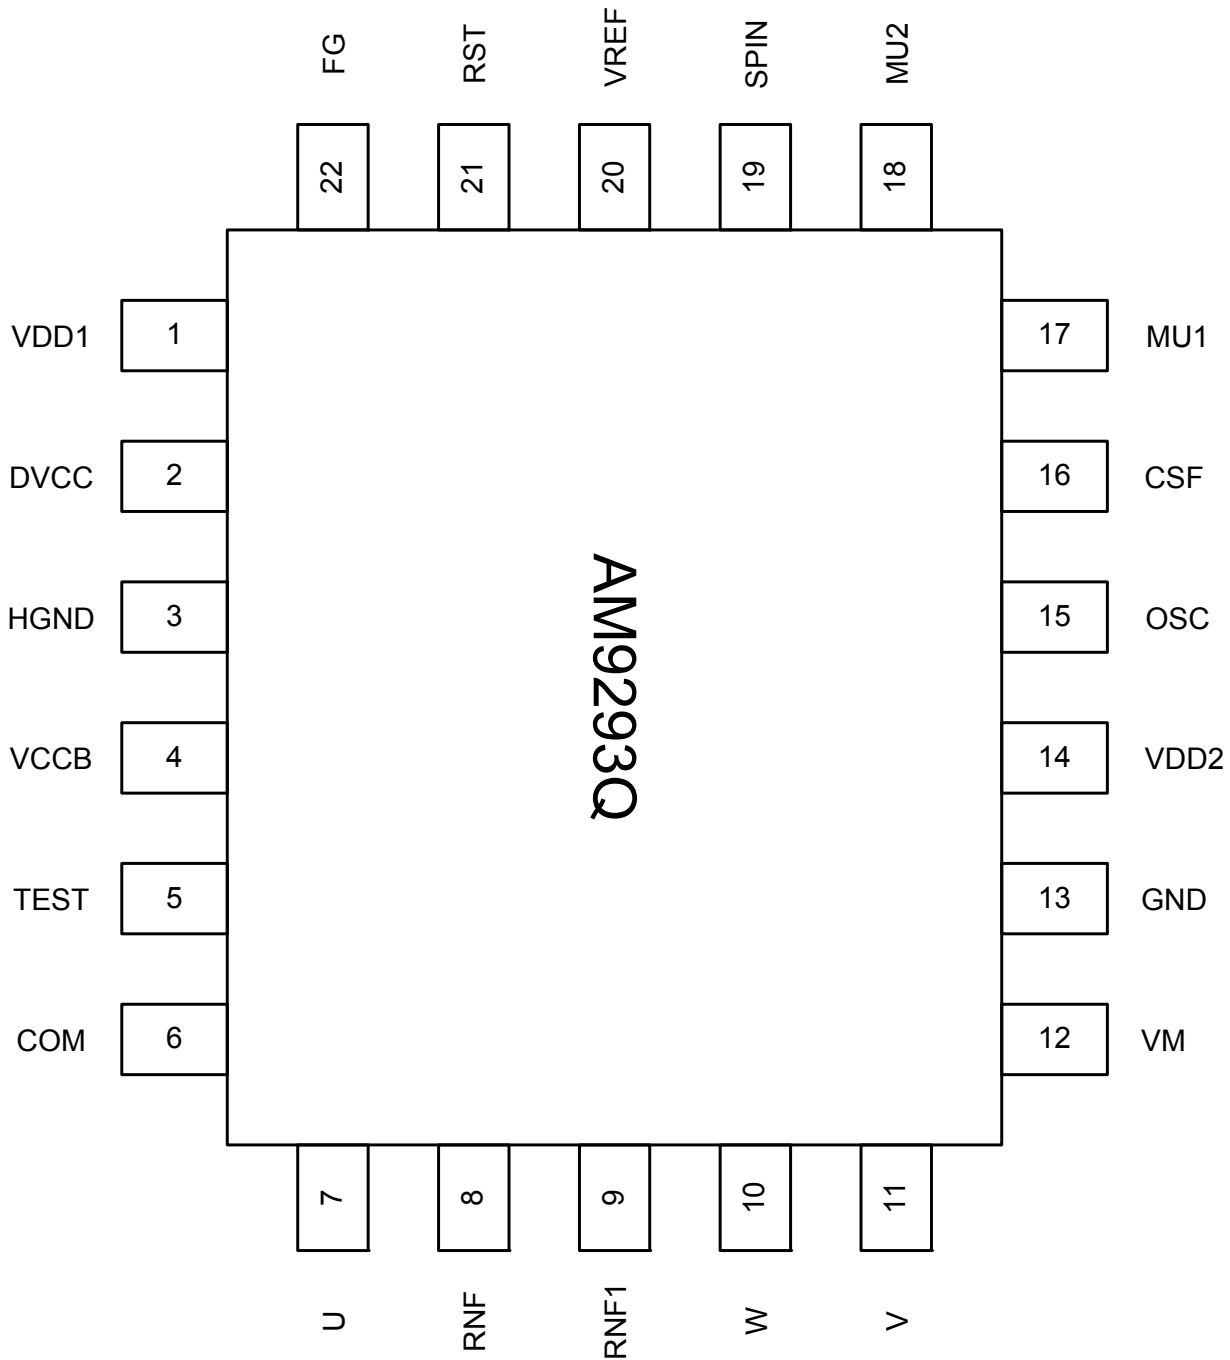 FG RST VREF SPIN MU2
22 21 20 19 18
VDD1 1 17 MU1
DVCC 2 16 CSF
HGND 3 15 OSC
AM9293Q
VCCB 4 14 VDD2
TEST 5 13 GND
COM 6 12 VM
7 8 9 10 11
U RNF RNF1 W V